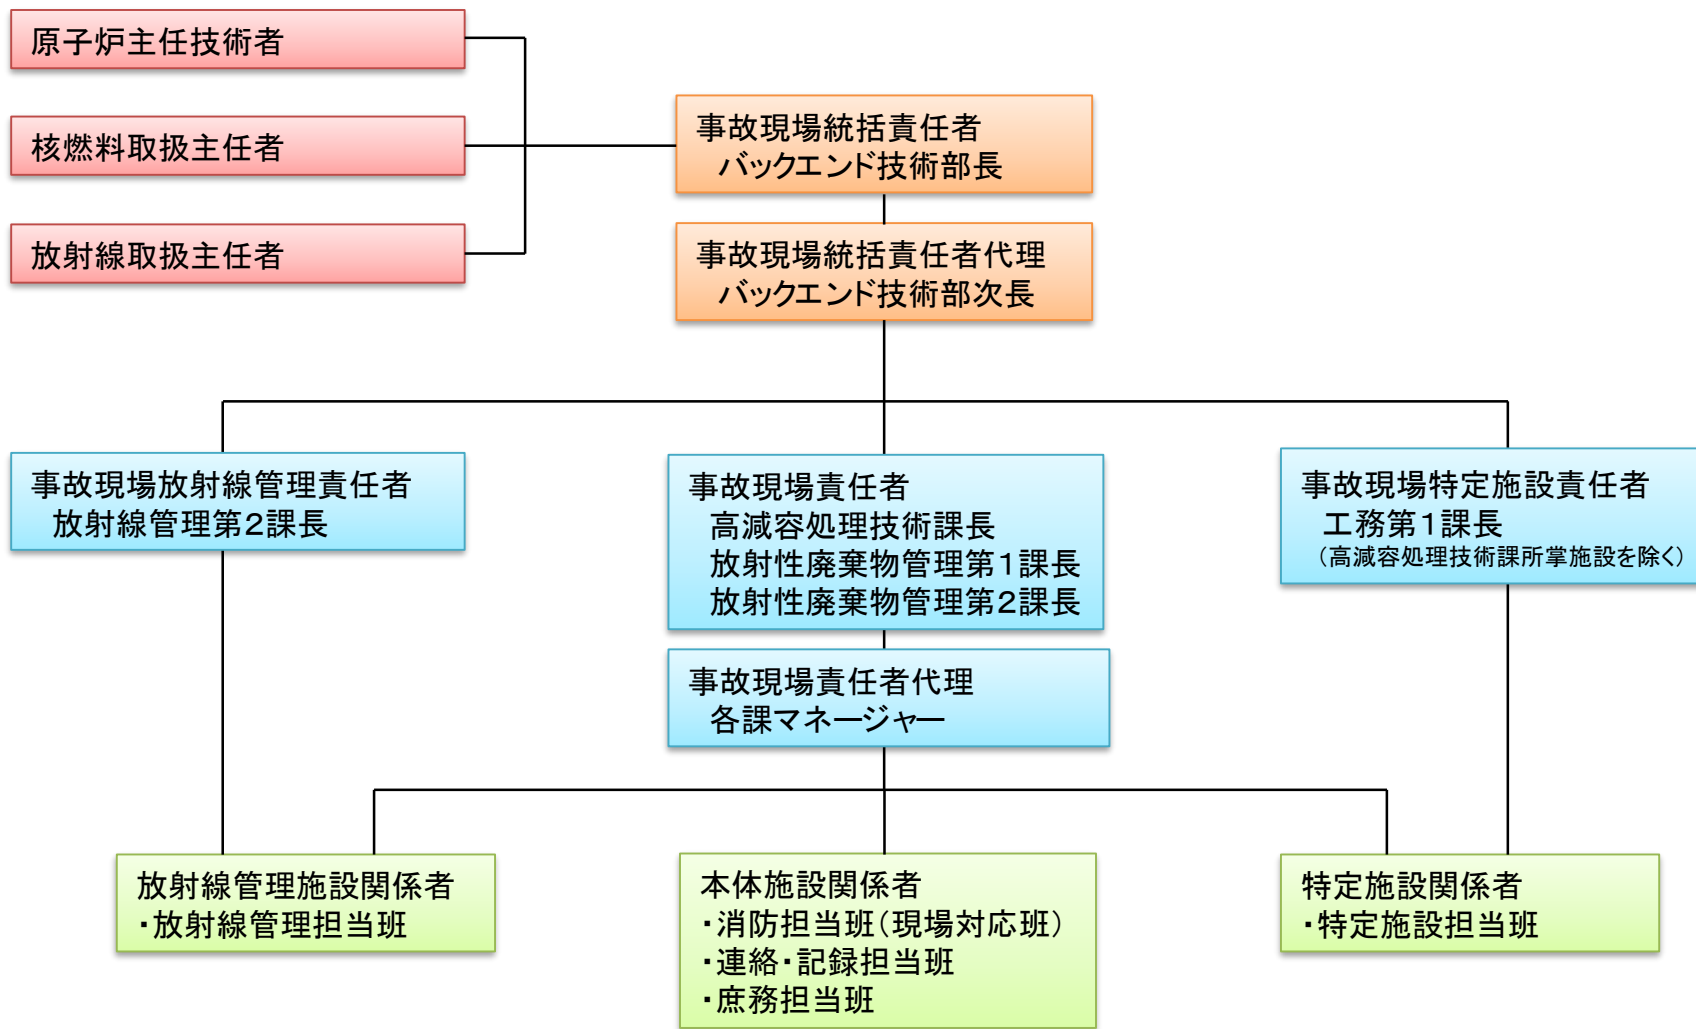 原子炉主任技術者
核燃料取扱主任者
放射線取扱主任者
事故現場統括責任者
バックエンド技術部長
事故現場統括責任者代理
バックエンド技術部次長
事故現場放射線管理責任者
放射線管理第2課長
事故現場責任者
高減容処理技術課長
放射性廃棄物管理第1課長
放射性廃棄物管理第2課長
事故現場特定施設責任者
工務第1課長
(高減容処理技術課所掌施設を除く)
事故現場責任者代理
各課マネージャー
放射線管理施設関係者
・放射線管理担当班
本体施設関係者
・消防担当班(現場対応班)
・連絡・記録担当班
・庶務担当班
特定施設関係者
・特定施設担当班